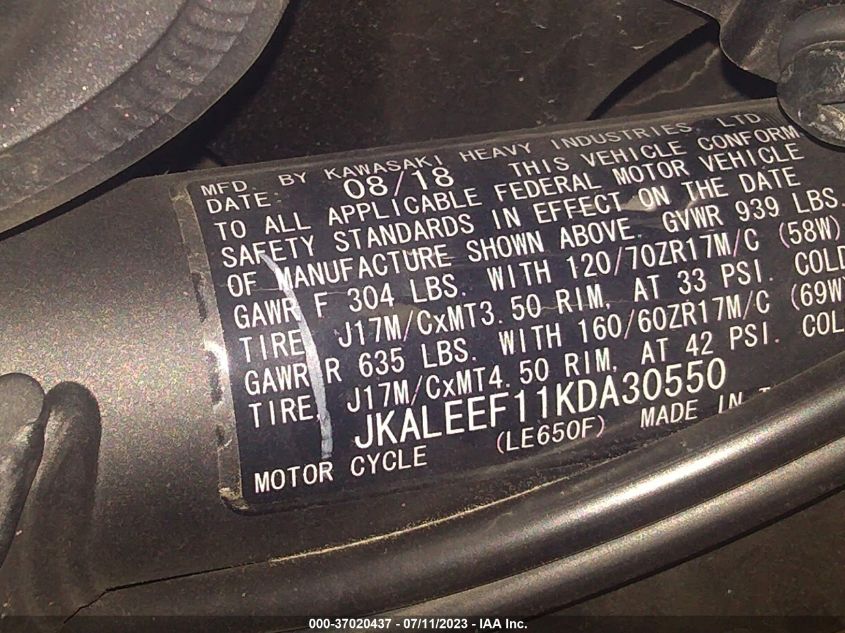 MFD. BY KAWASAKI HEAVY INDUSTRIES, LTD
DATE: 08/18 THIS VEHICLE CONFORM
TO ALL APPLICABLE FEDERAL MOTOR VEHICLE
SAFETY STANDARDS IN EFFECT ON THE DATE
OF MANUFACTURE SHOWN ABOVE. GVWR 939 LBS.
GAWR F 304 LBS. WITH 120/70ZR17M/C (58W)
TIRE, J17M/CxMT3.50 RIM, AT 33 PSI. COLD
GAWR R 635 LBS. WITH 160/60ZR17M/C (69W)
TIRE, J17M/CxMT4.50 RIM, AT 42 PSI. COL
JKALEEF11KDA30550
MOTOR CYCLE (LE650F) MADE IN
000-37020437 - 07/11/2023 - IAA Inc.